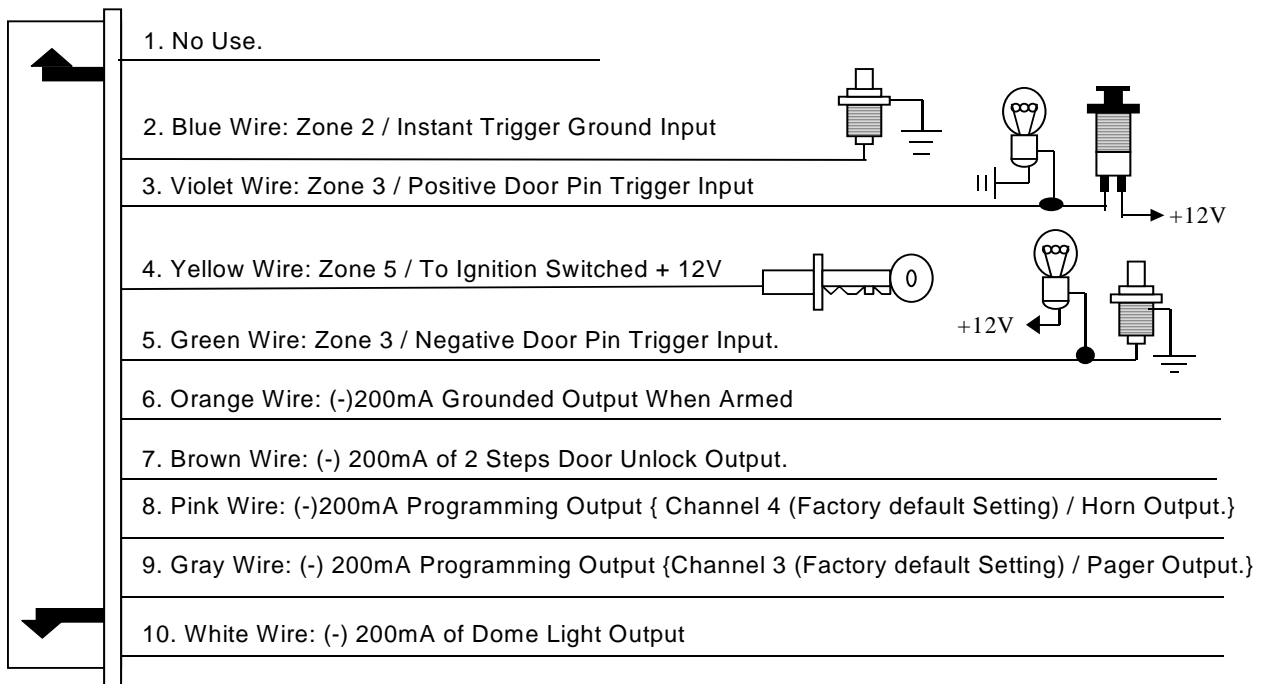 1. No Use.
2. Blue Wire: Zone 2 / Instant Trigger Ground Input
3. Violet Wire: Zone 3 / Positive Door Pin Trigger Input
+12V
4. Yellow Wire: Zone 5 / To Ignition Switched + 12V
+12V
5. Green Wire: Zone 3 / Negative Door Pin Trigger Input.
6. Orange Wire: (-)200mA Grounded Output When Armed
7. Brown Wire: (-) 200mA of 2 Steps Door Unlock Output.
8. Pink Wire: (-)200mA Programming Output { Channel 4 (Factory default Setting) / Horn Output.}
9. Gray Wire: (-) 200mA Programming Output {Channel 3 (Factory default Setting) / Pager Output.}
10. White Wire: (-) 200mA of Dome Light Output